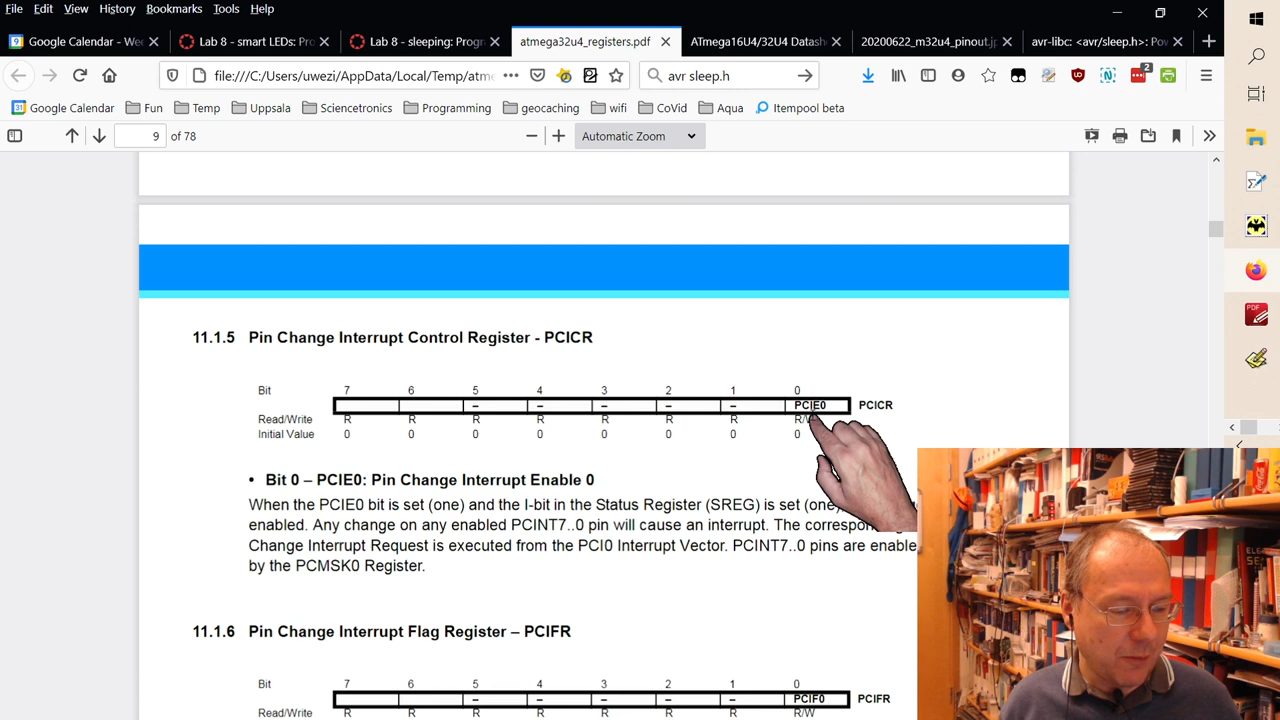 File Edit View History Bookmarks Tools Help
Google Calendar - Wee Lab 8 - smart LEDs: Pro Lab 8 - sleeping: Progr atmega32u4_registers.pdf ATmega16U4/32U4 Datash 20200622_m32u4_pinout.j avr-libc: <avr/sleep.h>: Pov
file:///C:/Users/uwezi/AppData/Local/Temp/atme avr sleep.h 2
Google Calendar Fun Temp Uppsala Sciencetronics Programming geocaching wifi CoVid Aqua Itempool beta
9 of 78 Automatic Zoom
11.1.5 Pin Change Interrupt Control Register - PCICR
Bit 7 6 5 4 3 2 1 0
– – – – – PCIE0 PCICR
Read/Write R R R R R R R R/W
Initial Value 0 0 0 0 0 0 0 0
• Bit 0 – PCIE0: Pin Change Interrupt Enable 0
When the PCIE0 bit is set (one) and the I-bit in the Status Register (SREG) is set (one)
enabled. Any change on any enabled PCINT7..0 pin will cause an interrupt. The
Change Interrupt Request is executed from the PCI0 Interrupt Vector. PCINT7..0 pins are enable
by the PCMSK0 Register.
11.1.6 Pin Change Interrupt Flag Register – PCIFR
Bit 7 6 5 4 3 2 1 0
– – – – – PCIF0 PCIFR
Read/Write R R R R R R R R/W
PDF